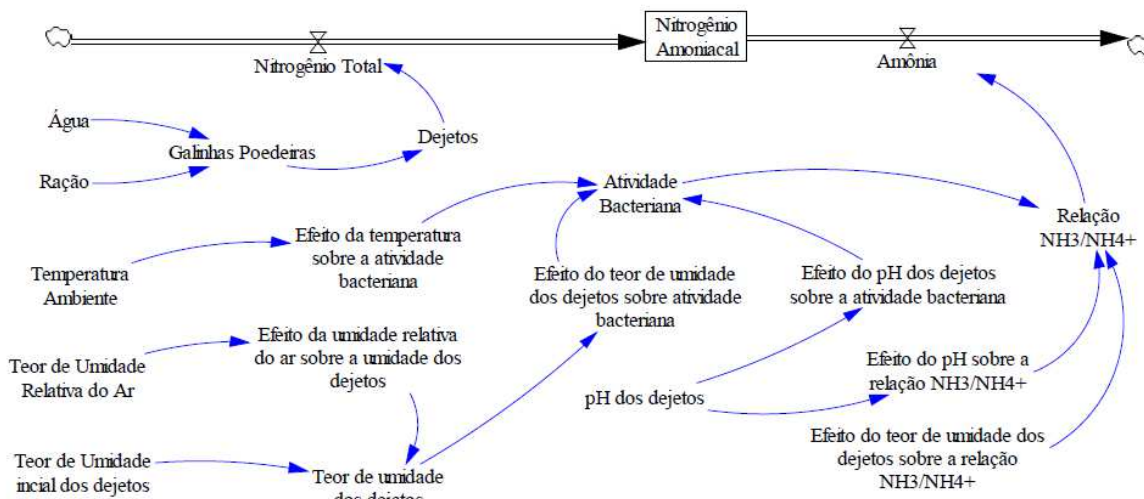 Nitrogênio
Amoniacal
Nitrogênio Total
Amônia
Água
Galinhas Poedeiras
Dejetos
Ração
Atividade
Bacteriana
Relação
NH3/NH4+
Efeito da temperatura
sobre a atividade
bacteriana
Temperatura
Ambiente
Efeito do teor de umidade
dos dejetos sobre atividade
bacteriana
Efeito do pH dos dejetos
sobre a atividade bacteriana
Efeito da umidade relativa
do ar sobre a umidade dos
dejetos
Teor de Umidade
Relativa do Ar
pH dos dejetos
Efeito do pH sobre a
relação NH3/NH4+
Efeito do teor de umidade dos
dejetos sobre a relação
NH3/NH4+
Teor de Umidade
incial dos dejetos
Teor de umidade
dos dejetos